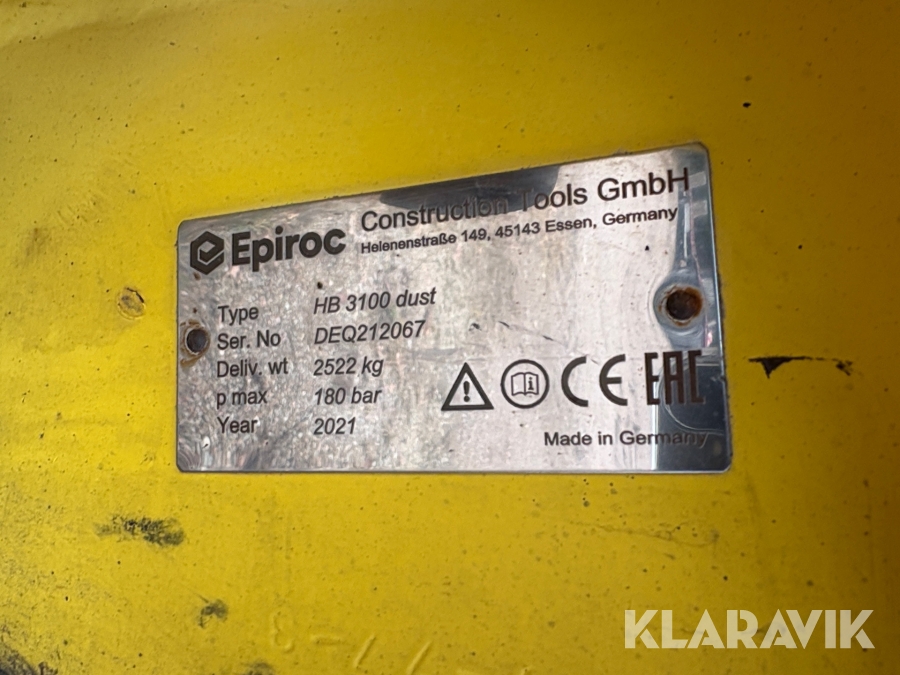 Epiroc
Construction Tools GmbH
Helenenstraße 149, 45143 Essen, Germany
Type HB 3100 dust
Ser. No DEQ212067
Deliv. wt 2522 kg
p max 180 bar
Year 2021
CE EAC
Made in Germany
KLARAVIK